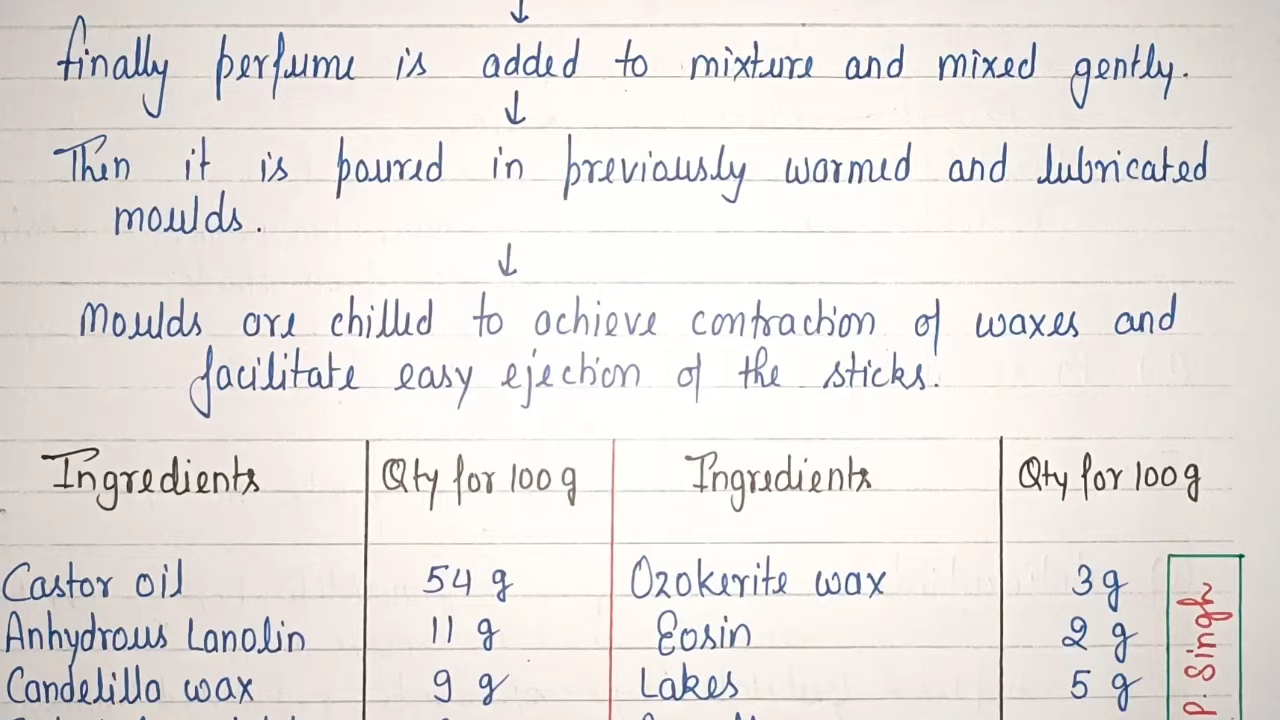 ↓
finally perfume is added to mixture and mixed gently.
↓
Then it is poured in previously warmed and lubricated
moulds.
↓
Moulds are chilled to achieve contraction of waxes and
facilitate easy ejection of the sticks.
Ingredients Qty for 100 g Ingredients Qty for 100 g
Castor oil 54 g Ozokerite wax 3 g
Anhydrous Lanolin 11 g Eosin 2 g
Candelilla wax 9 g Lakes 5 g
P. Singh